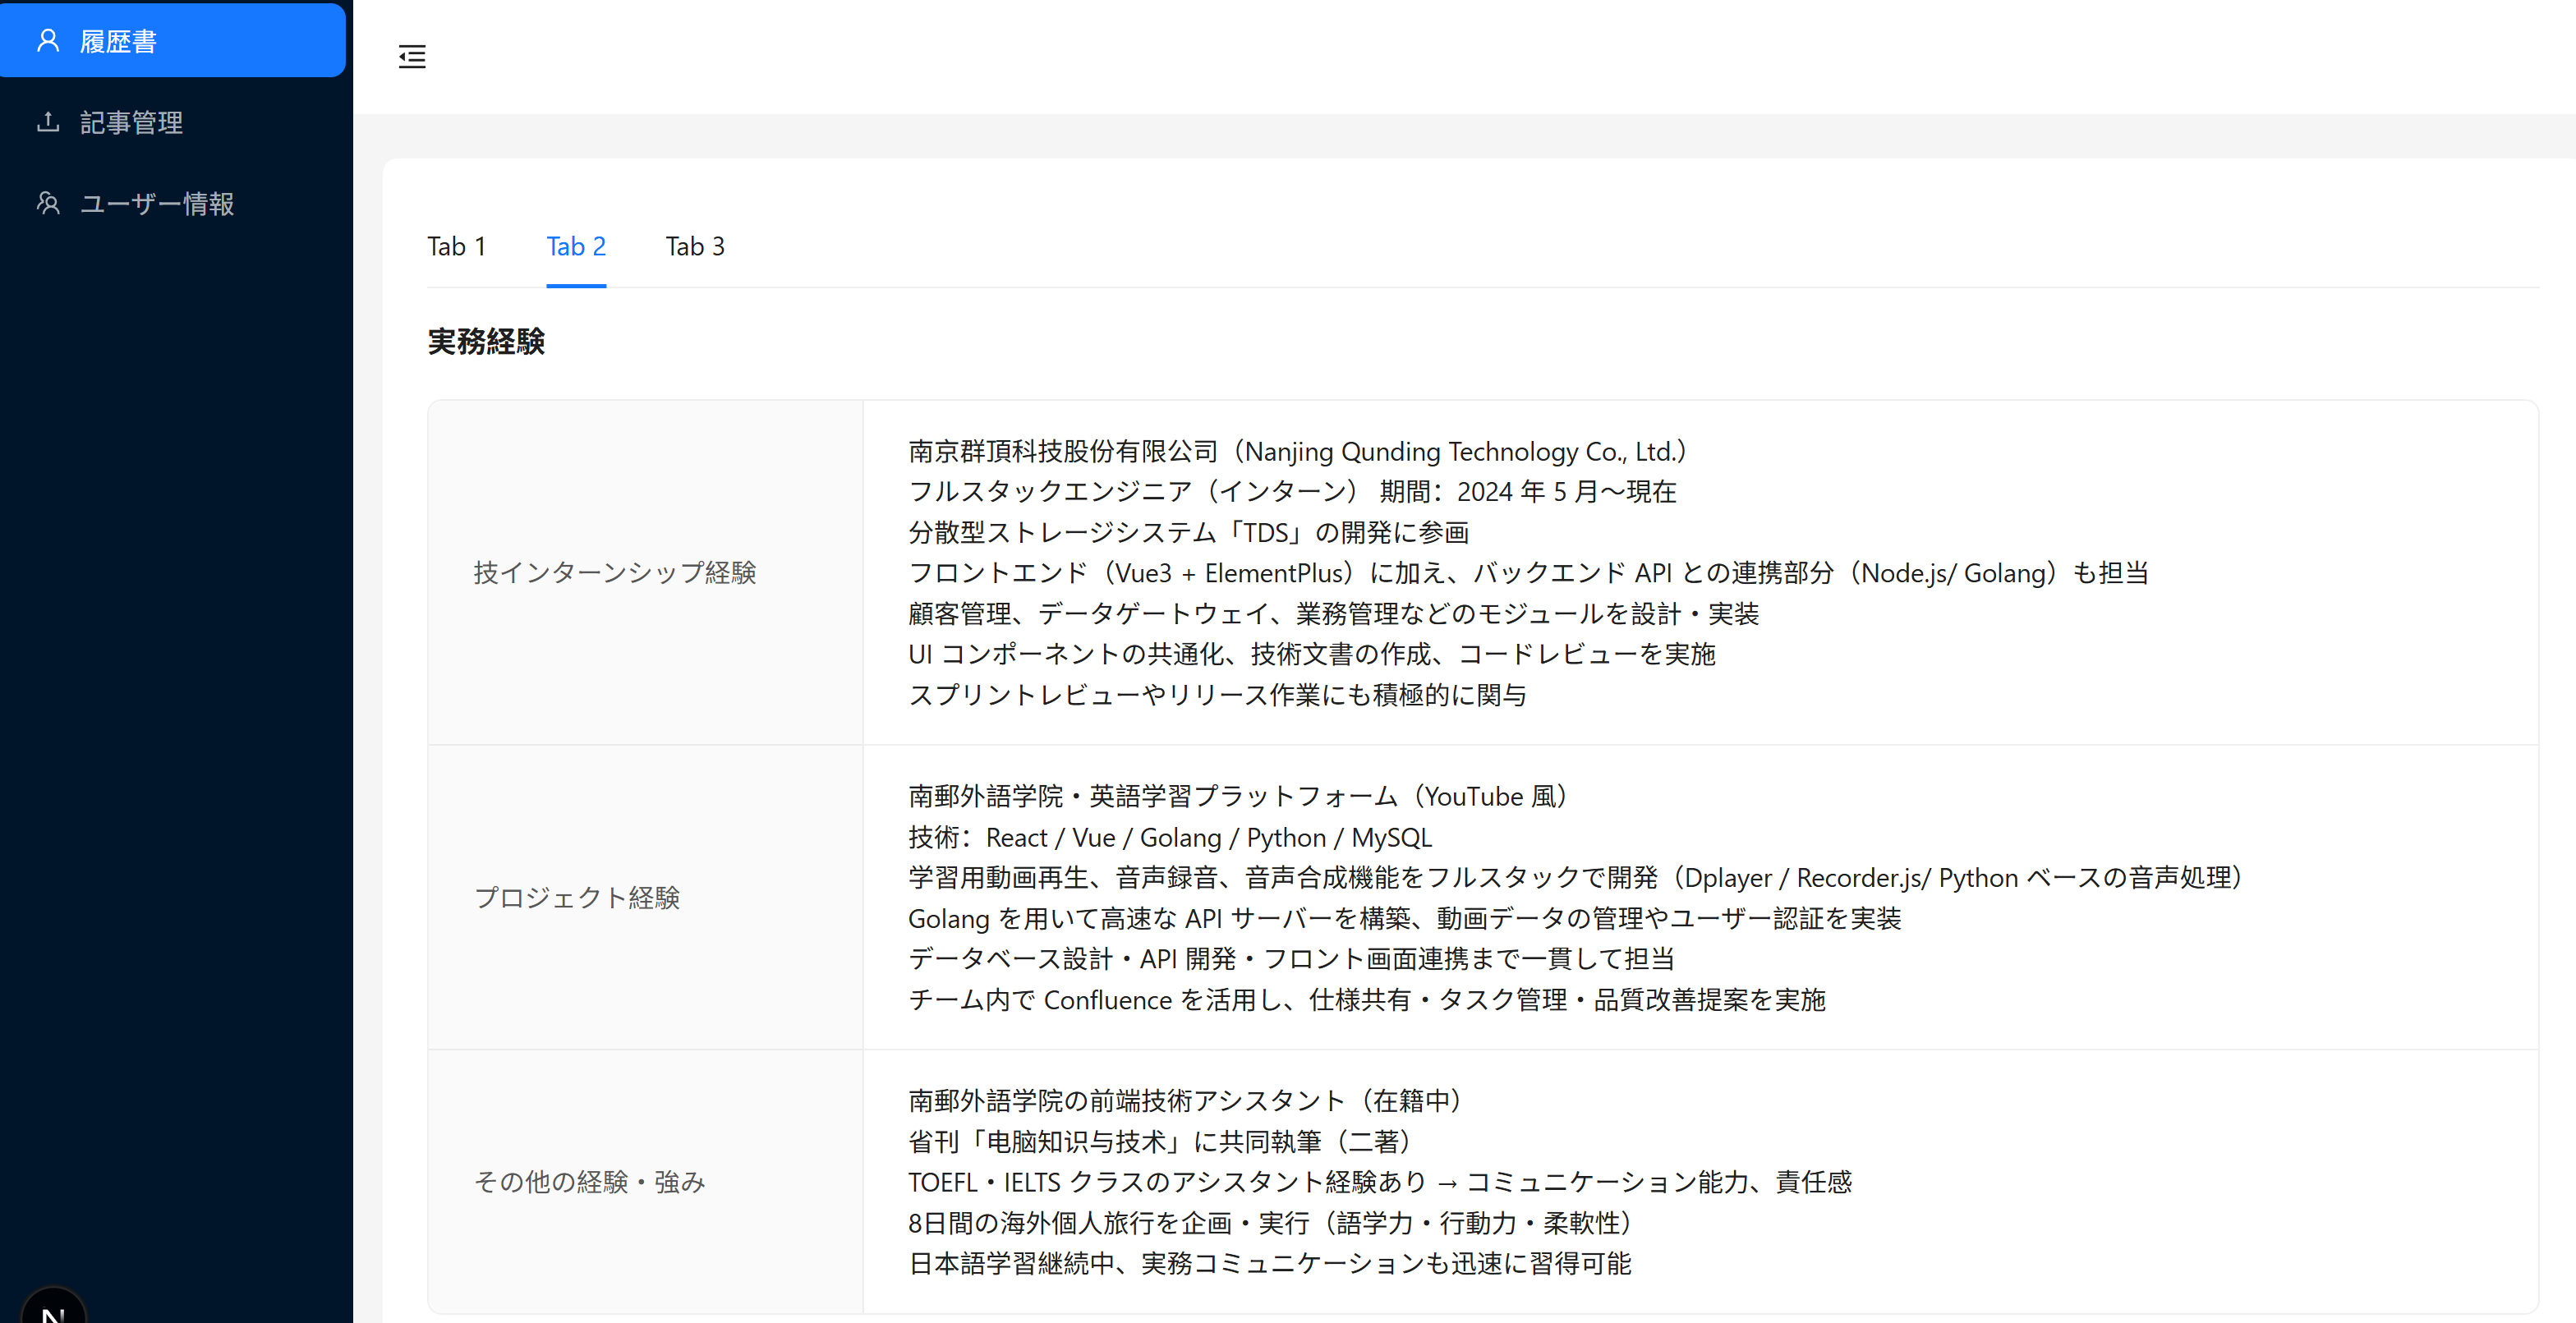 履歴書
記事管理
ユーザー情報
Tab 1
Tab 2
Tab 3
実務経験
技インターンシップ経験
南京群頂科技股份有限公司（Nanjing Qunding Technology Co., Ltd.）
フルスタックエンジニア（インターン） 期間：2024 年 5 月～現在
分散型ストレージシステム「TDS」の開発に参画
フロントエンド（Vue3 + ElementPlus）に加え、バックエンド API との連携部分（Node.js/ Golang）も担当
顧客管理、データゲートウェイ、業務管理などのモジュールを設計・実装
UI コンポーネントの共通化、技術文書の作成、コードレビューを実施
スプリントレビューやリリース作業にも積極的に関与
プロジェクト経験
南郵外語学院・英語学習プラットフォーム（YouTube 風）
技術：React / Vue / Golang / Python / MySQL
学習用動画再生、音声録音、音声合成機能をフルスタックで開発（Dplayer / Recorder.js/ Python ベースの音声処理）
Golang を用いて高速な API サーバーを構築、動画データの管理やユーザー認証を実装
データベース設計・API 開発・フロント画面連携まで一貫して担当
チーム内で Confluence を活用し、仕様共有・タスク管理・品質改善提案を実施
その他の経験・強み
南郵外語学院の前端技術アシスタント（在籍中）
省刊「电脑知识与技术」に共同執筆（二著）
TOEFL・IELTS クラスのアシスタント経験あり → コミュニケーション能力、責任感
8日間の海外個人旅行を企画・実行（語学力・行動力・柔軟性）
日本語学習継続中、実務コミュニケーションも迅速に習得可能
N